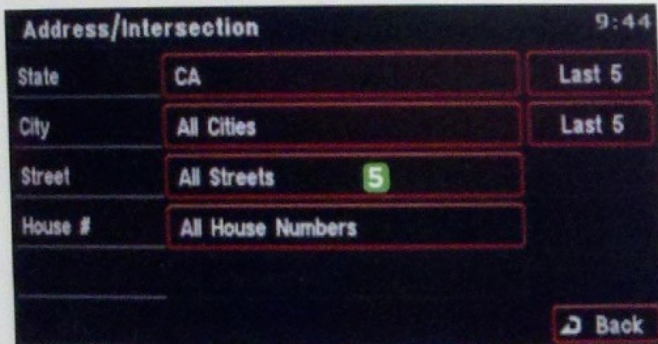 Address/Intersection 9:44
State CA Last 5
City All Cities Last 5
Street All Streets 5
House # All House Numbers
Back